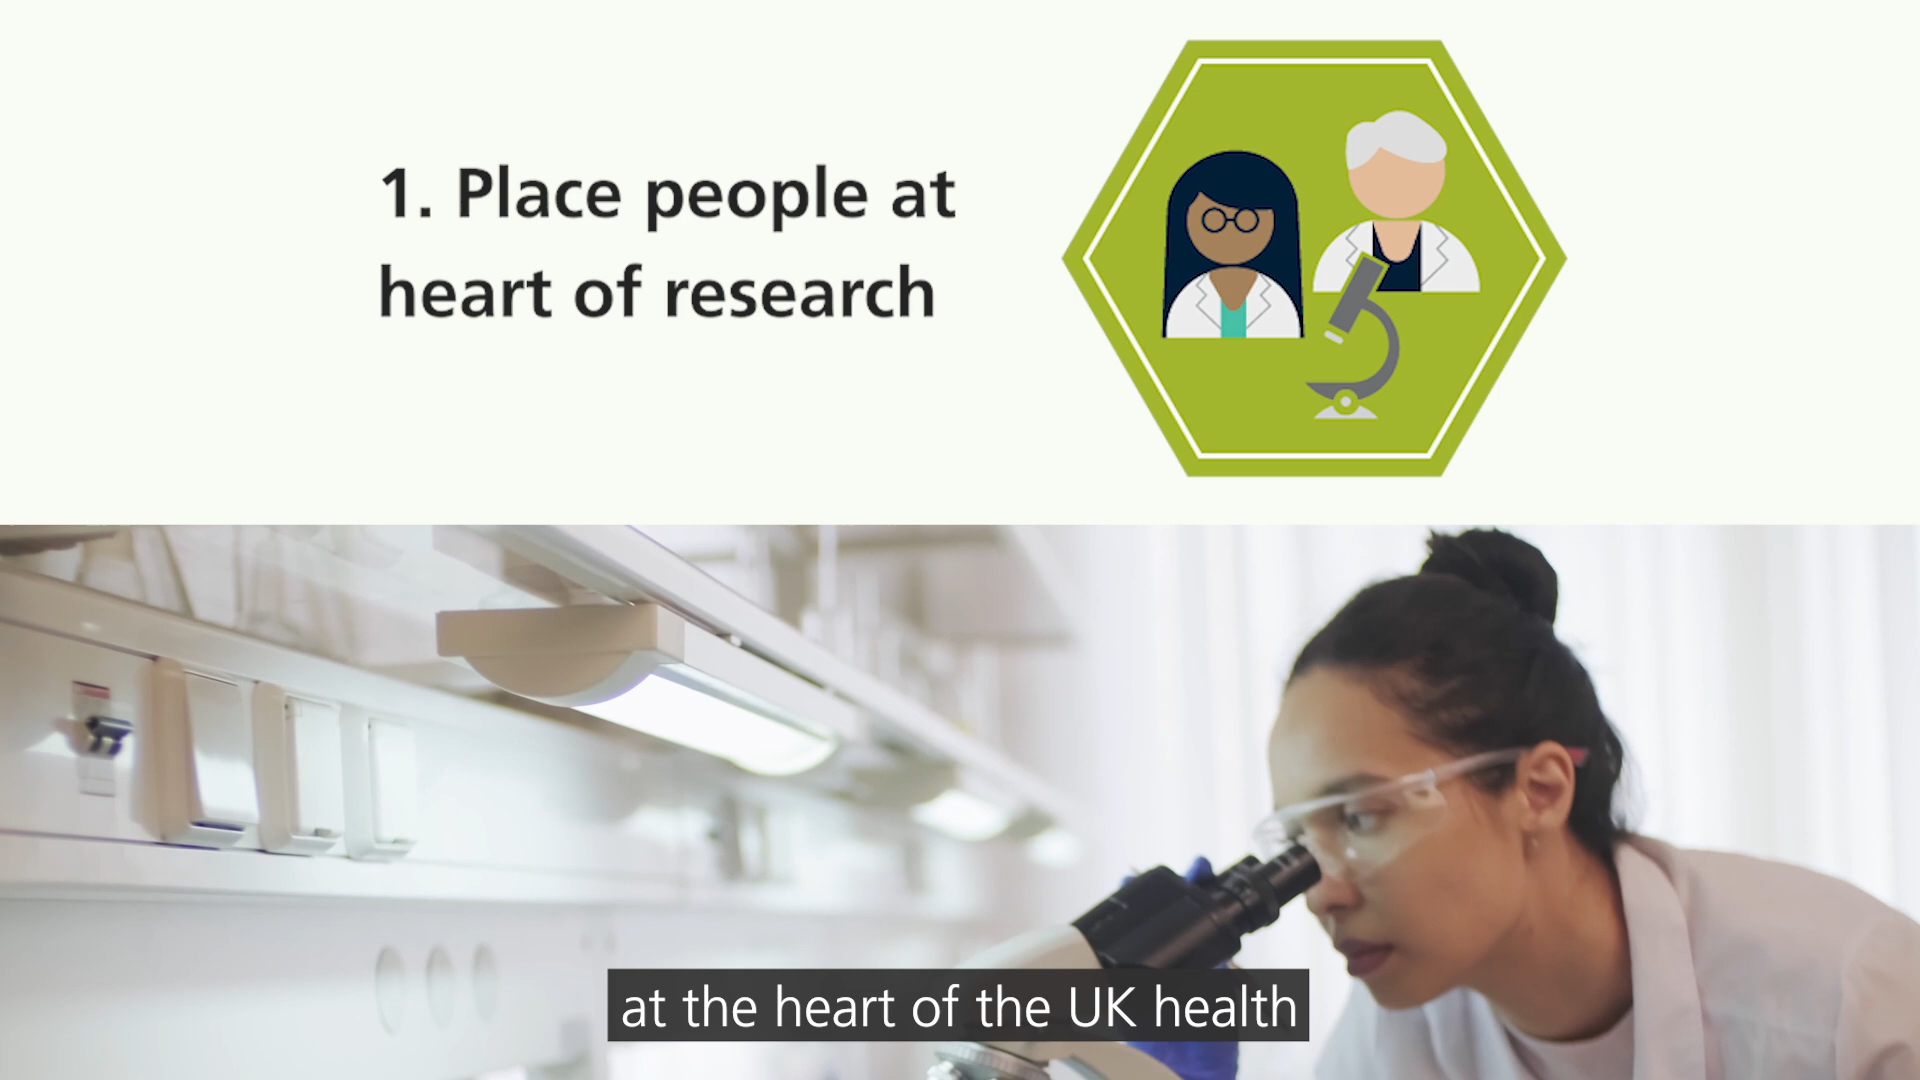 1. Place people at
heart of research
at the heart of the UK health